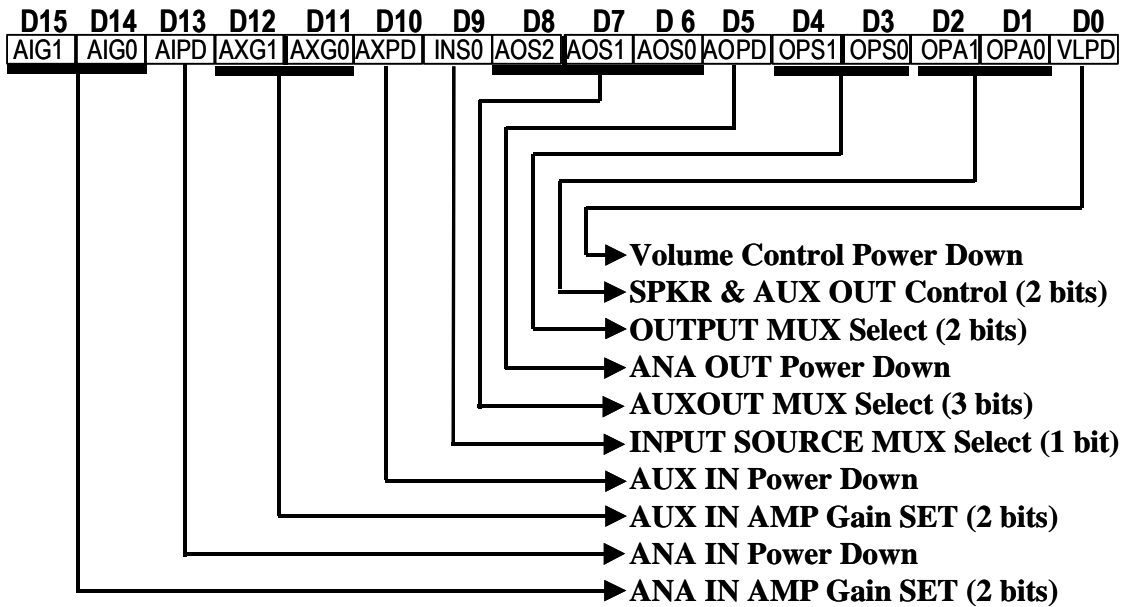 D15 D14 D13 D12 D11 D10 D9 D8 D7 D 6 D5 D4 D3 D2 D1 D0
AIG1 AIG0 AIPD AXG1 AXG0 AXPD INS0 AOS2 AOS1 AOS0 AOPD OPS1 OPS0 OPA1 OPA0 VLPD
Volume Control Power Down
SPKR & AUX OUT Control (2 bits)
OUTPUT MUX Select (2 bits)
ANA OUT Power Down
AUXOUT MUX Select (3 bits)
INPUT SOURCE MUX Select (1 bit)
AUX IN Power Down
AUX IN AMP Gain SET (2 bits)
ANA IN Power Down
ANA IN AMP Gain SET (2 bits)